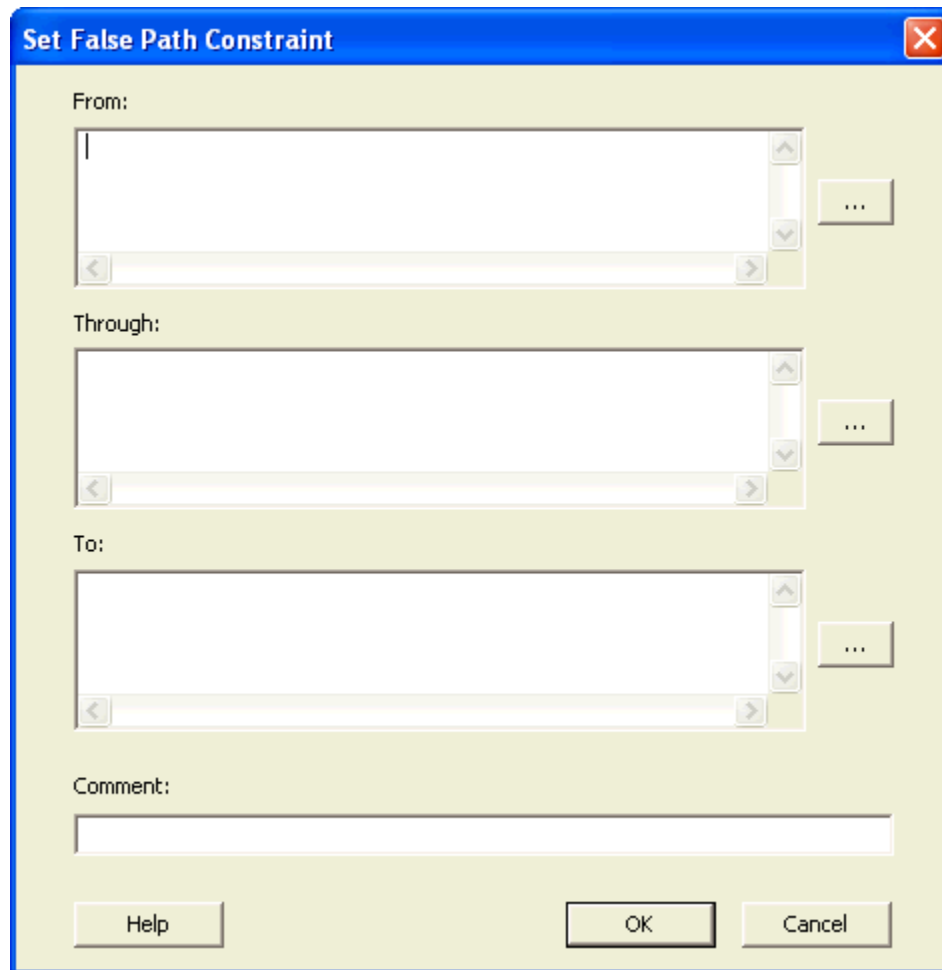 Set False Path Constraint
From:
...
Through:
...
To:
...
Comment:
Help OK Cancel